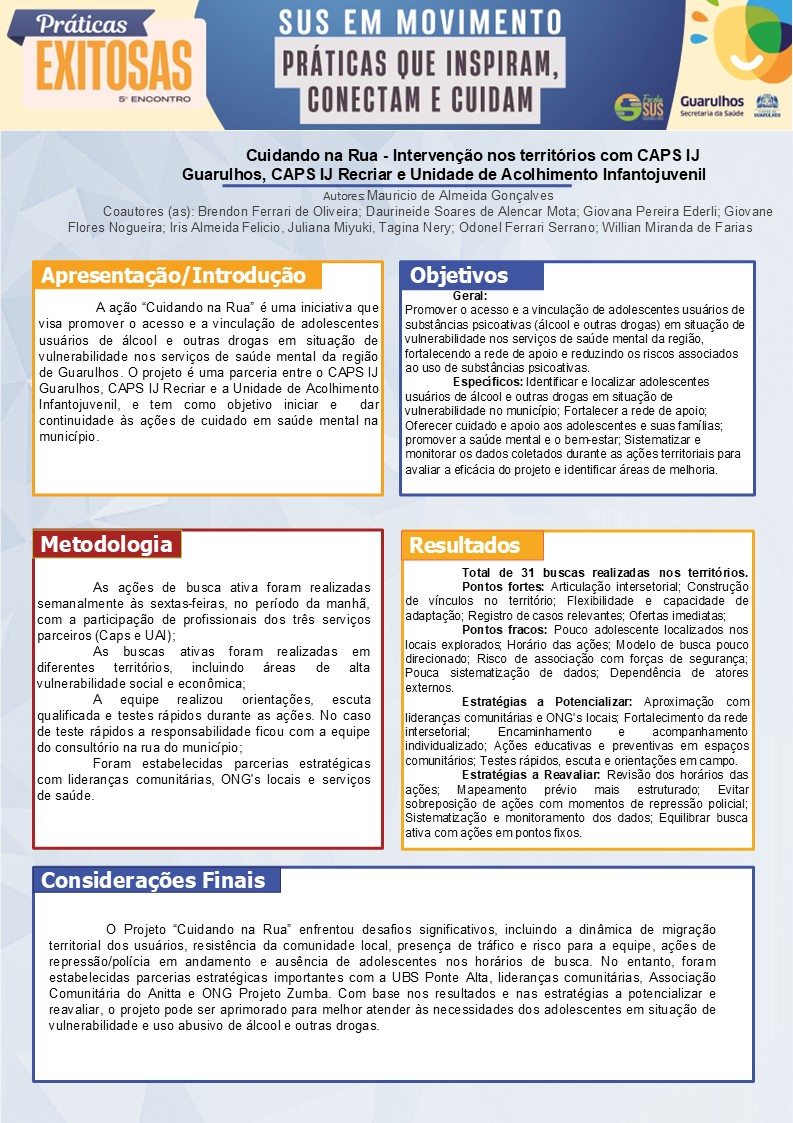 Práticas
EXITOSAS
5º ENCONTRO
SUS EM MOVIMENTO
PRÁTICAS QUE INSPIRAM,
CONECTAM E CUIDAM
Escola
SUS
Guarulhos
Secretaria da Saúde
GUARULHOS
Cuidando na Rua - Intervenção nos territórios com CAPS IJ
Guarulhos, CAPS IJ Recriar e Unidade de Acolhimento Infantojuvenil
Autores: Mauricio de Almeida Gonçalves
Coautores (as): Brendon Ferrari de Oliveira; Daurineide Soares de Alencar Mota; Giovana Pereira Ederli; Giovane
Flores Nogueira; Iris Almeida Felicio, Juliana Miyuki, Tagina Nery; Odonel Ferrari Serrano; Willian Miranda de Farias
Apresentação/Introdução
A ação “Cuidando na Rua” é uma iniciativa que
visa promover o acesso e a vinculação de adolescentes
usuários de álcool e outras drogas em situação de
vulnerabilidade nos serviços de saúde mental da região
de Guarulhos. O projeto é uma parceria entre o CAPS IJ
Guarulhos, CAPS IJ Recriar e a Unidade de Acolhimento
Infantojuvenil, e tem como objetivo iniciar e dar
continuidade às ações de cuidado em saúde mental na
município.
Objetivos
Geral:
Promover o acesso e a vinculação de adolescentes usuários de
substâncias psicoativas (álcool e outras drogas) em situação de
vulnerabilidade nos serviços de saúde mental da região,
fortalecendo a rede de apoio e reduzindo os riscos associados
ao uso de substâncias psicoativas.
Específicos: Identificar e localizar adolescentes
usuários de álcool e outras drogas em situação de
vulnerabilidade no município; Fortalecer a rede de apoio;
Oferecer cuidado e apoio aos adolescentes e suas famílias;
promover a saúde mental e o bem-estar; Sistematizar e
monitorar os dados coletados durante as ações territoriais para
avaliar a eficácia do projeto e identificar áreas de melhoria.
Metodologia
As ações de busca ativa foram realizadas
semanalmente às sextas-feiras, no período da manhã,
com a participação de profissionais dos três serviços
parceiros (Caps e UAI);
As buscas ativas foram realizadas em
diferentes territórios, incluindo áreas de alta
vulnerabilidade social e econômica;
A equipe realizou orientações, escuta
qualificada e testes rápidos durante as ações. No caso
de teste rápidos a responsabilidade ficou com a equipe
do consultório na rua do município;
Foram estabelecidas parcerias estratégicas
com lideranças comunitárias, ONG's locais e serviços
de saúde.
Resultados
Total de 31 buscas realizadas nos territórios.
Pontos fortes: Articulação intersetorial; Construção
de vínculos no território; Flexibilidade e capacidade de
adaptação; Registro de casos relevantes; Ofertas imediatas;
Pontos fracos: Pouco adolescente localizados nos
locais explorados; Horário das ações; Modelo de busca pouco
direcionado; Risco de associação com forças de segurança;
Pouca sistematização de dados; Dependência de atores
externos.
Estratégias a Potencializar: Aproximação com
lideranças comunitárias e ONG's locais; Fortalecimento da rede
intersetorial; Encaminhamento e acompanhamento
individualizado; Ações educativas e preventivas em espaços
comunitários; Testes rápidos, escuta e orientações em campo.
Estratégias a Reavaliar: Revisão dos horários das
ações; Mapeamento prévio mais estruturado; Evitar
sobreposição de ações com momentos de repressão policial;
Sistematização e monitoramento dos dados; Equilibrar busca
ativa com ações em pontos fixos.
Considerações Finais
O Projeto “Cuidando na Rua” enfrentou desafios significativos, incluindo a dinâmica de migração
territorial dos usuários, resistência da comunidade local, presença de tráfico e risco para a equipe, ações de
repressão/polícia em andamento e ausência de adolescentes nos horários de busca. No entanto, foram
estabelecidas parcerias estratégicas importantes com a UBS Ponte Alta, lideranças comunitárias, Associação
Comunitária do Anitta e ONG Projeto Zumba. Com base nos resultados e nas estratégias a potencializar e
reavaliar, o projeto pode ser aprimorado para melhor atender às necessidades dos adolescentes em situação de
vulnerabilidade e uso abusivo de álcool e outras drogas.